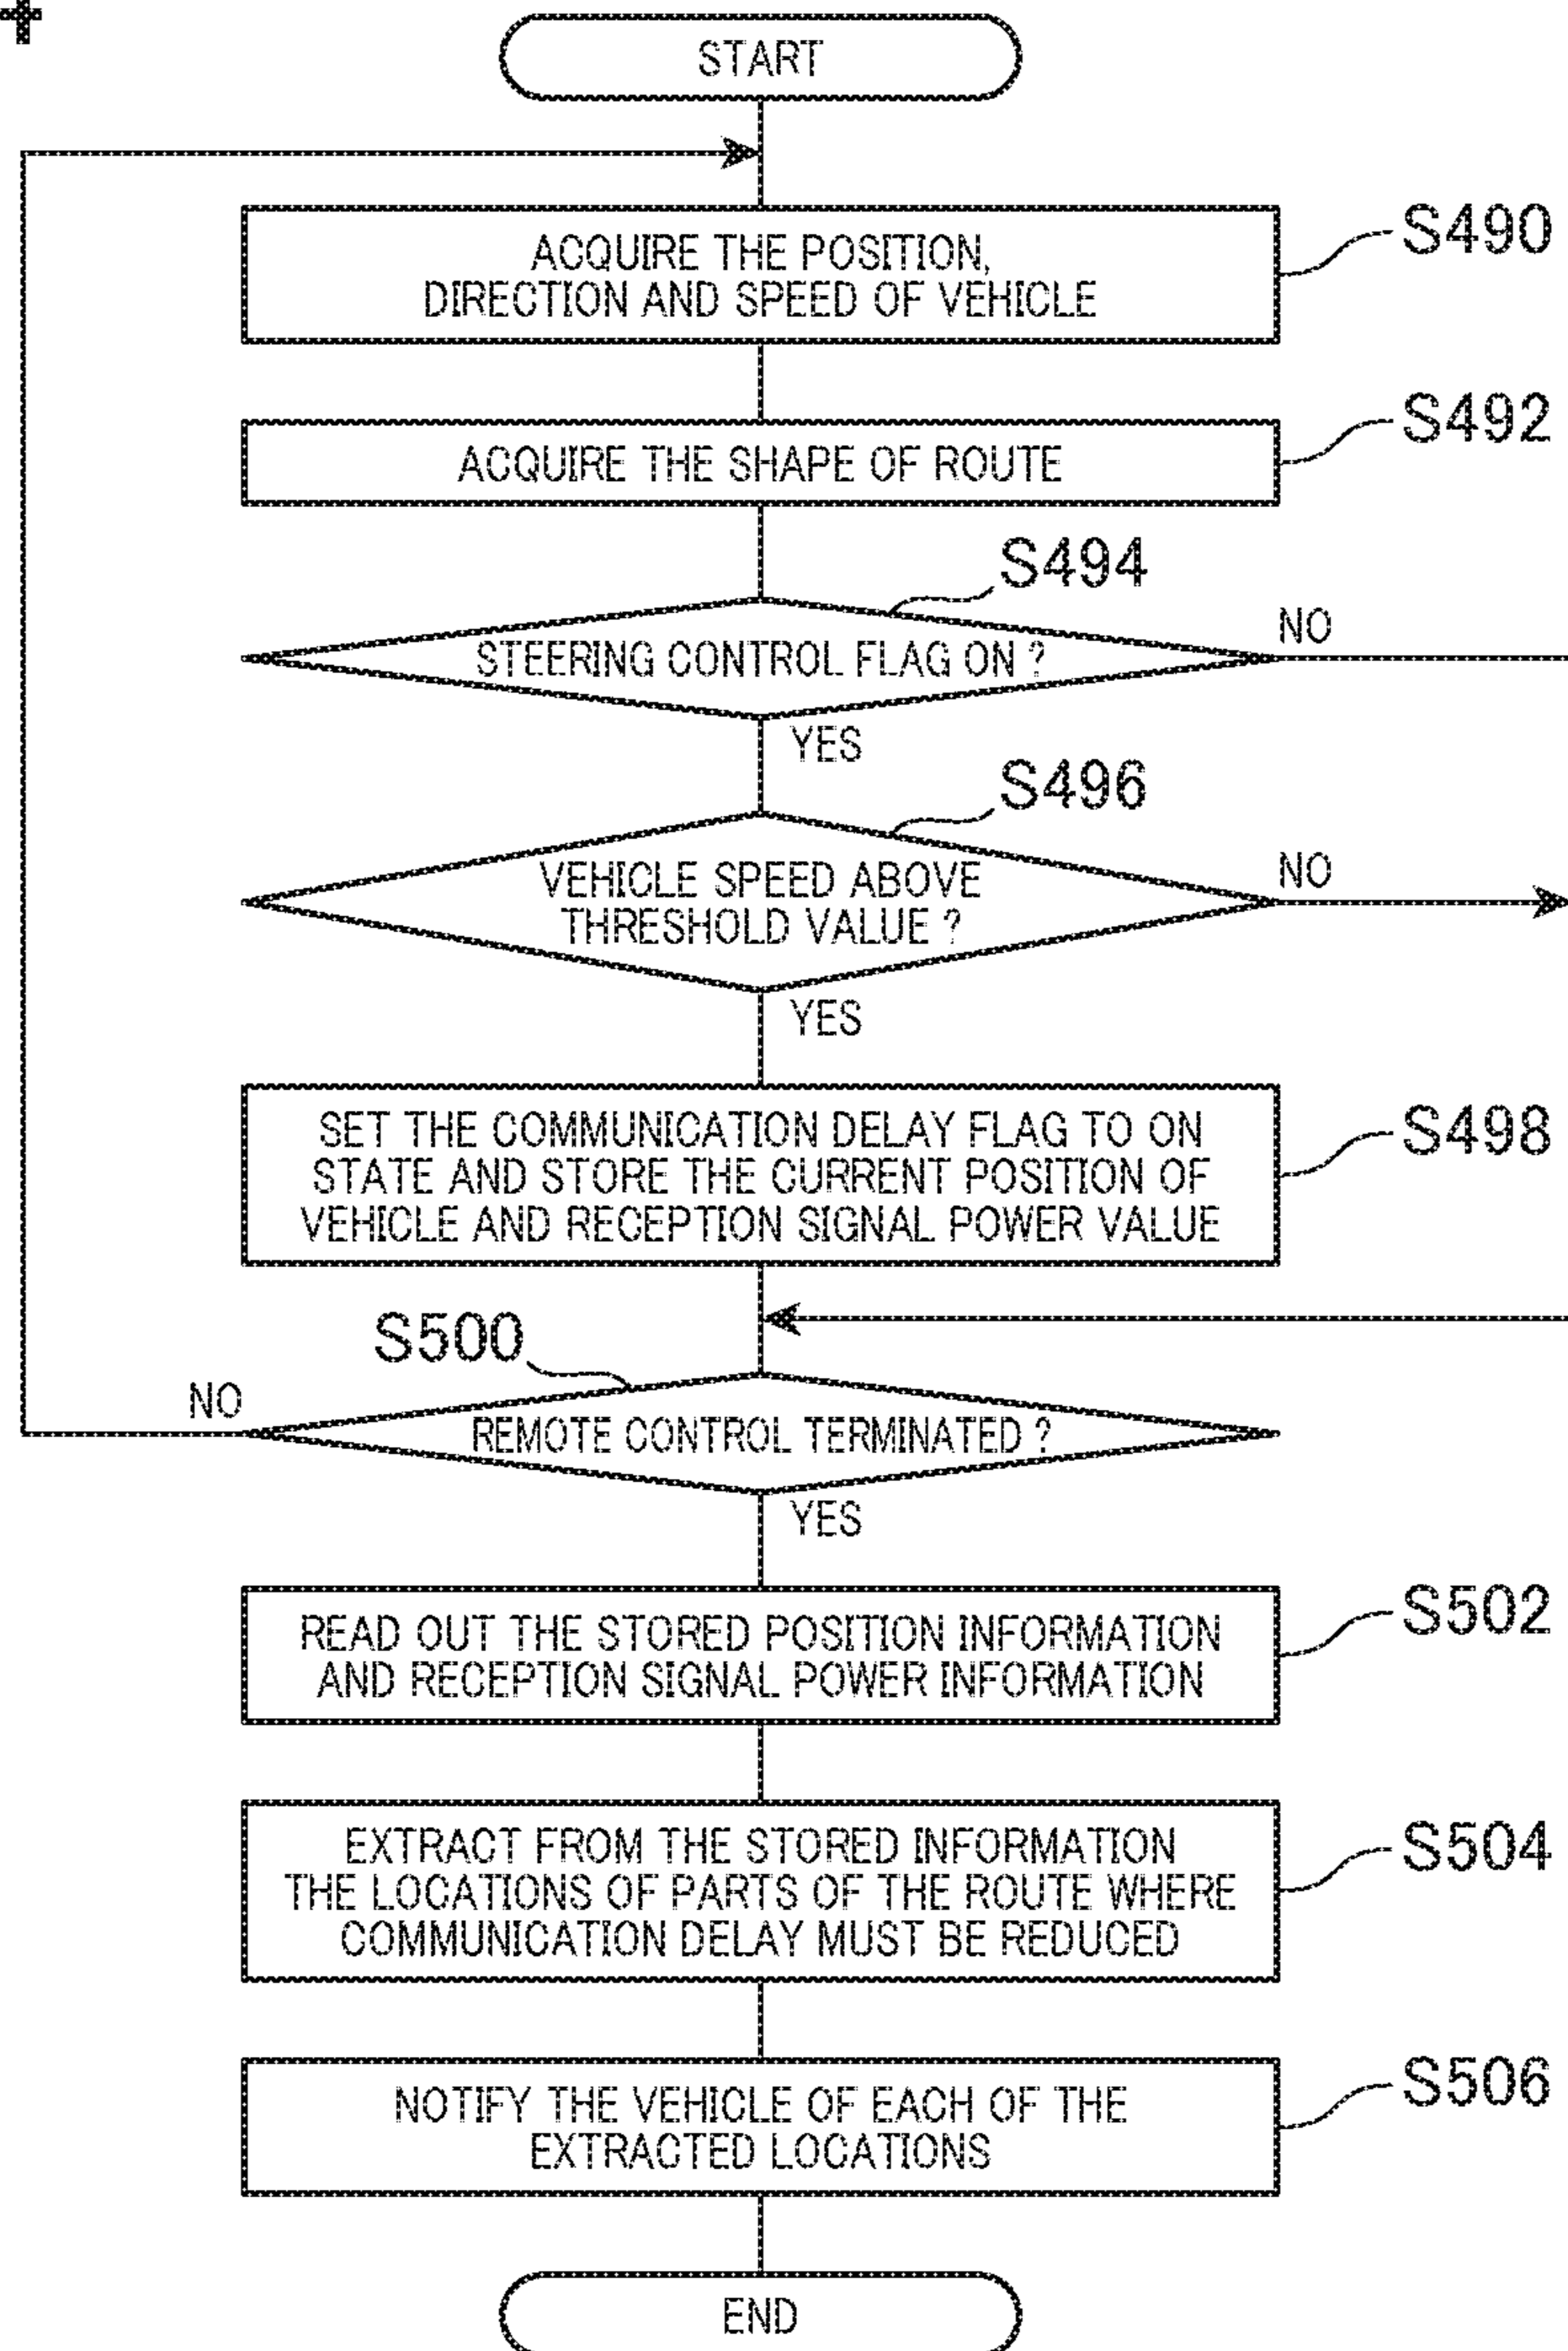 START
ACQUIRE THE POSITION,
DIRECTION AND SPEED OF VEHICLE
S490
ACQUIRE THE SHAPE OF ROUTE
S492
S494
STEERING CONTROL FLAG ON ?
NO
YES
S496
VEHICLE SPEED ABOVE
THRESHOLD VALUE ?
NO
YES
SET THE COMMUNICATION DELAY FLAG TO ON
STATE AND STORE THE CURRENT POSITION OF
VEHICLE AND RECEPTION SIGNAL POWER VALUE
S498
S500
NO
REMOTE CONTROL TERMINATED ?
YES
READ OUT THE STORED POSITION INFORMATION
AND RECEPTION SIGNAL POWER INFORMATION
S502
EXTRACT FROM THE STORED INFORMATION
THE LOCATIONS OF PARTS OF THE ROUTE WHERE
COMMUNICATION DELAY MUST BE REDUCED
S504
NOTIFY THE VEHICLE OF EACH OF THE
EXTRACTED LOCATIONS
S506
END